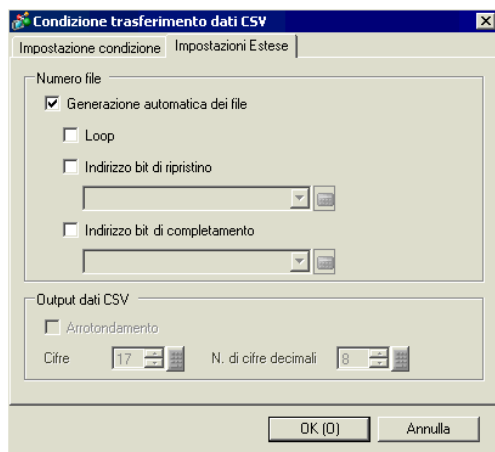 Condizione trasferimento dati CSV
Impostazione condizione Impostazioni Estese
Numero file
Generazione automatica dei file
Loop
Indirizzo bit di ripristino
Indirizzo bit di completamento
Output dati CSV
Arrotondamento
Cifre 17 N. di cifre decimali 8
OK (O) Annulla